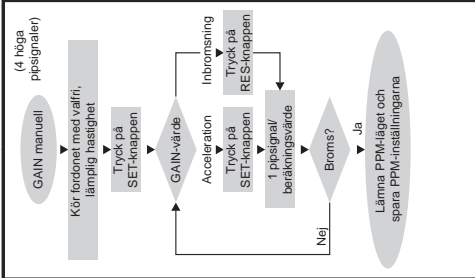 (4 höga
pipsignaler)
GAIN manuell
Kör fordonet med valfri,
lämplig hastighet
Tryck på
SET-knappen
GAIN-värde
Acceleration
Inbromsning
Tryck på
SET-knappen
Tryck på
RES-knappen
1 pipsignal/
beräkningsvärde
Broms?
Nej
Ja
Lämna PPM-läget och
spara PPM-inställningarna